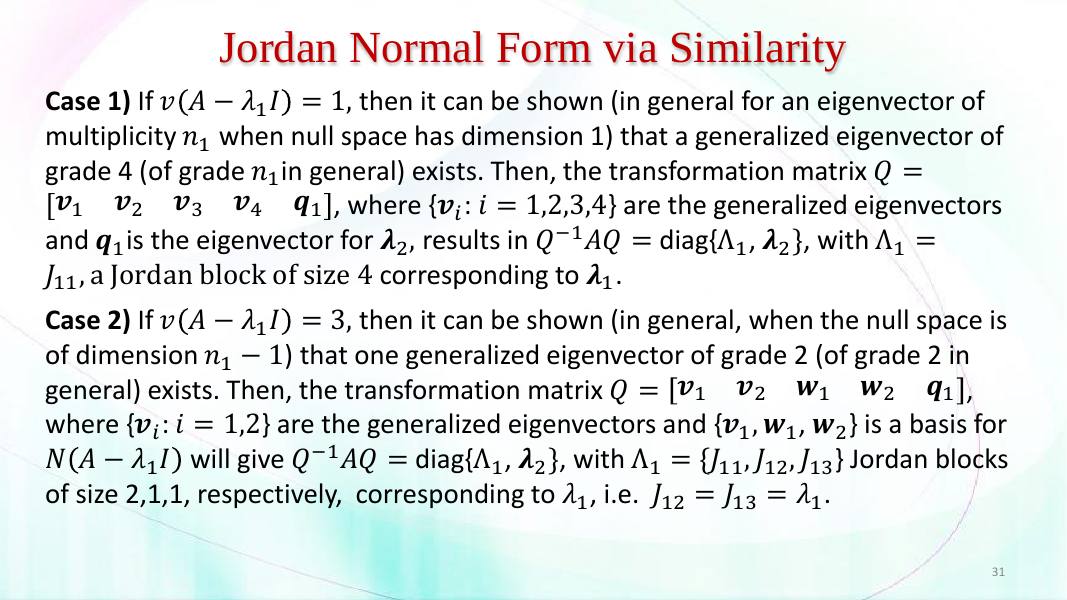 Jordan Normal Form via Similarity
Case 1) If 𝜈(𝐴 − 𝜆₁𝐼) = 1, then it can be shown (in general for an eigenvector of
multiplicity 𝑛₁ when null space has dimension 1) that a generalized eigenvector of
grade 4 (of grade 𝑛₁in general) exists. Then, the transformation matrix 𝑄 =
[𝒗₁ 𝒗₂ 𝒗₃ 𝒗₄ 𝒒₁], where {𝒗ᵢ: 𝑖 = 1,2,3,4} are the generalized eigenvectors
and 𝒒₁is the eigenvector for 𝝀₂, results in 𝑄⁻¹𝐴𝑄 = diag{Λ₁, 𝝀₂}, with Λ₁ =
𝐽₁₁, a Jordan block of size 4 corresponding to 𝝀₁.
Case 2) If 𝜈(𝐴 − 𝜆₁𝐼) = 3, then it can be shown (in general, when the null space is
of dimension 𝑛₁ − 1) that one generalized eigenvector of grade 2 (of grade 2 in
general) exists. Then, the transformation matrix 𝑄 = [𝒗₁ 𝒗₂ 𝒘₁ 𝒘₂ 𝒒₁],
where {𝒗ᵢ: 𝑖 = 1,2} are the generalized eigenvectors and {𝒗₁, 𝒘₁, 𝒘₂} is a basis for
𝑁(𝐴 − 𝜆₁𝐼) will give 𝑄⁻¹𝐴𝑄 = diag{Λ₁, 𝝀₂}, with Λ₁ = {𝐽₁₁, 𝐽₁₂, 𝐽₁₃} Jordan blocks
of size 2,1,1, respectively, corresponding to 𝜆₁, i.e. 𝐽₁₂ = 𝐽₁₃ = 𝜆₁.
31